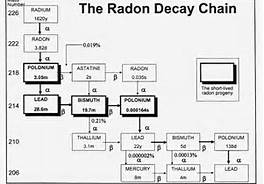 Number
The Radon Decay Chain
226
RADIUM
1620y
α
222
RADON
3.82d
α
0.019%
218
POLONIUM
3.05m
β
ASTATINE
2s
β
RADON
0.035s
α
α
α
The short-lived
radon progeny
214
LEAD
26.8m
β
BISMUTH
19.7m
β
POLONIUM
0.000164s
0.21%
α
α
210
THALLIUM
3.1m
β
LEAD
22y
β
BISMUTH
5d
β
POLONIUM
138d
0.000002%
α
0.00013%
α
α
206
MERCURY
8m
β
THALLIUM
4m
β
LEAD